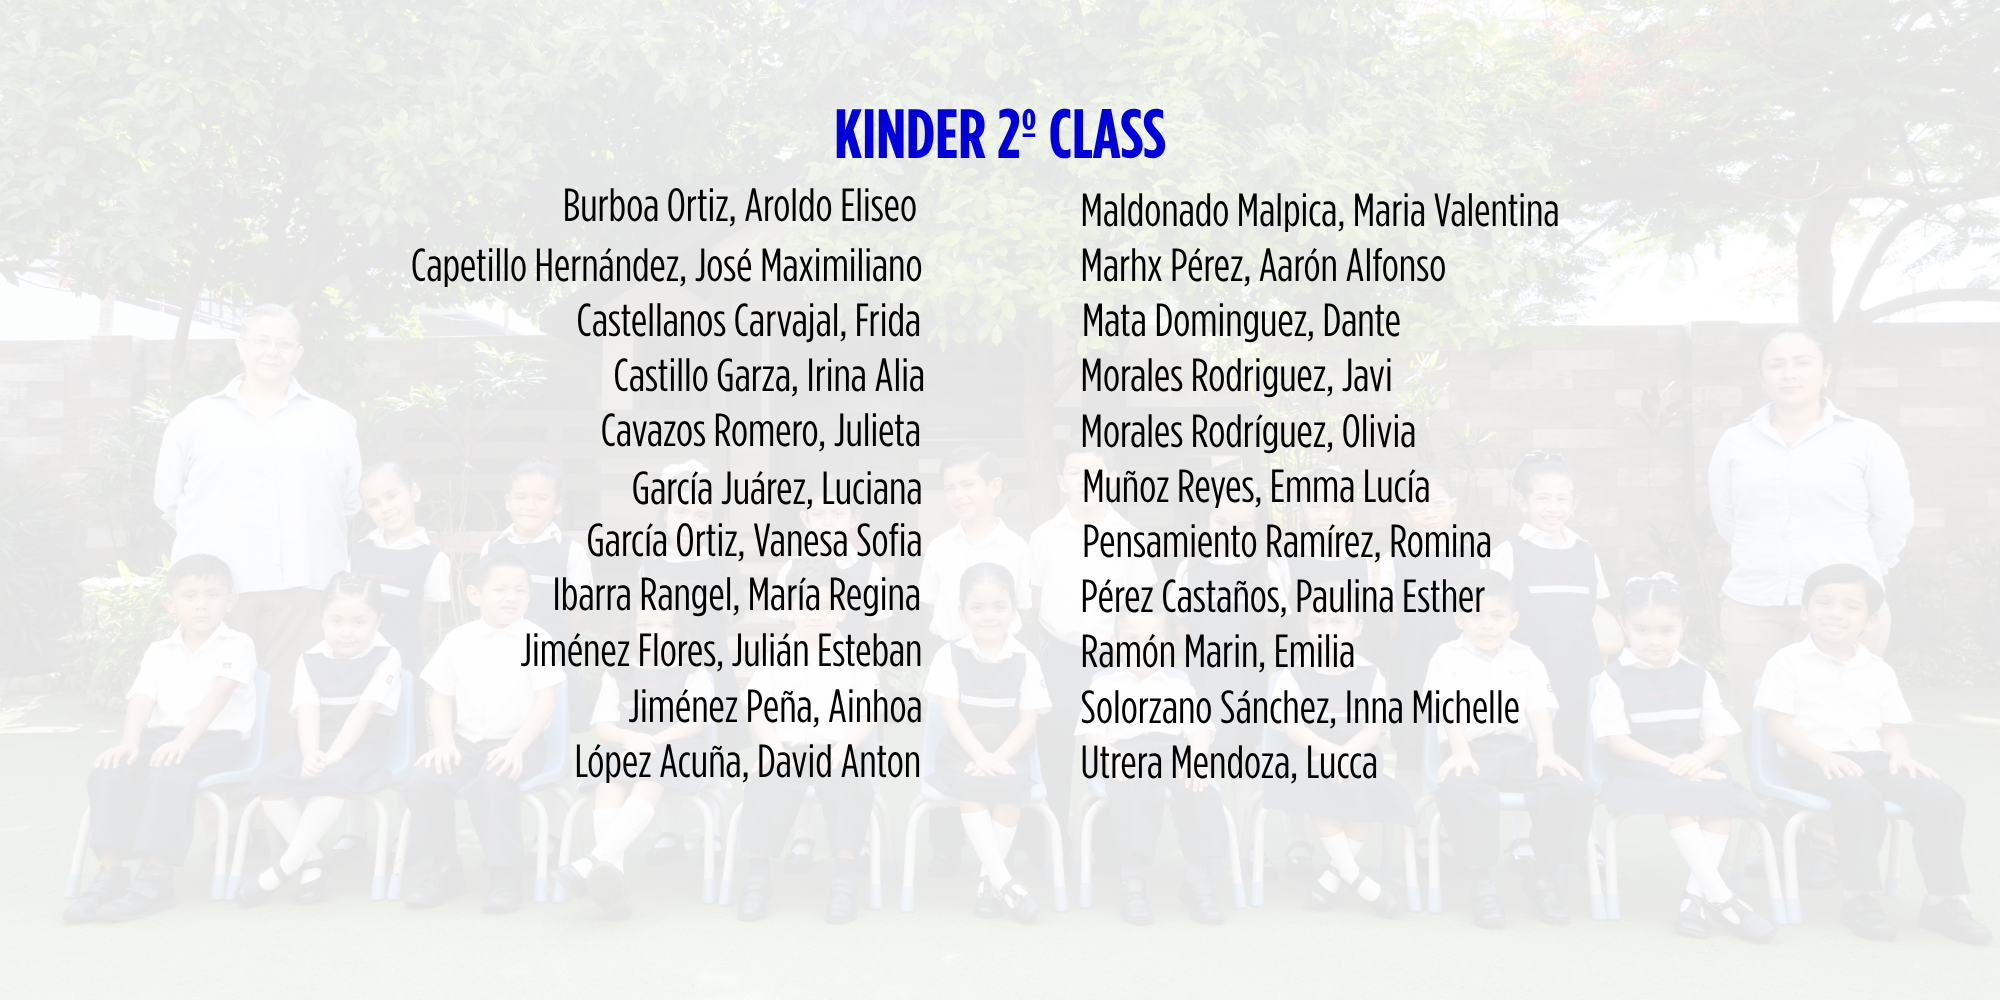 KINDER 2º CLASS
Burboa Ortiz, Aroldo Eliseo
Capetillo Hernández, José Maximiliano
Castellanos Carvajal, Frida
Castillo Garza, Irina Alia
Cavazos Romero, Julieta
García Juárez, Luciana
García Ortiz, Vanesa Sofia
Ibarra Rangel, María Regina
Jiménez Flores, Julián Esteban
Jiménez Peña, Ainhoa
López Acuña, David Anton
Maldonado Malpica, Maria Valentina
Marhx Pérez, Aarón Alfonso
Mata Dominguez, Dante
Morales Rodriguez, Javi
Morales Rodríguez, Olivia
Muñoz Reyes, Emma Lucía
Pensamiento Ramírez, Romina
Pérez Castaños, Paulina Esther
Ramón Marin, Emilia
Solorzano Sánchez, Inna Michelle
Utrera Mendoza, Lucca